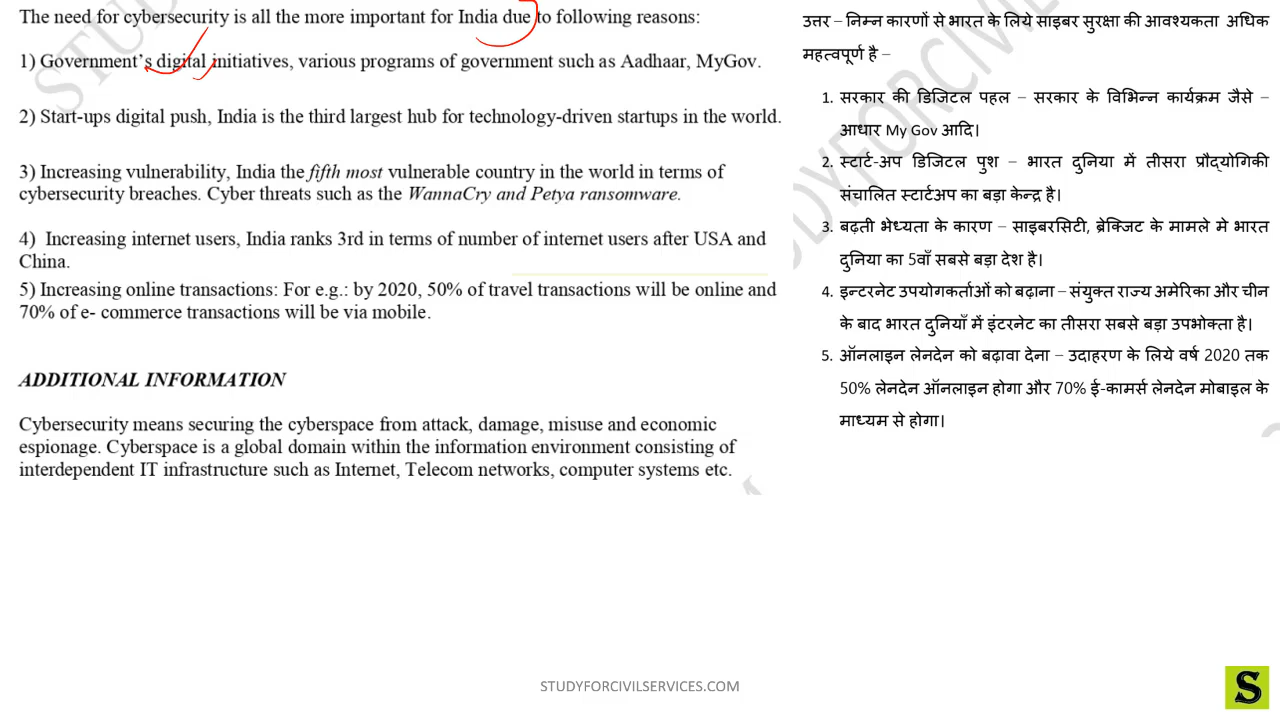 The need for cybersecurity is all the more important for India due to following reasons:
1) Government's digital initiatives, various programs of government such as Aadhaar, MyGov.
2) Start-ups digital push, India is the third largest hub for technology-driven startups in the world.
3) Increasing vulnerability, India the fifth most vulnerable country in the world in terms of
cybersecurity breaches. Cyber threats such as the WannaCry and Petya ransomware.
4) Increasing internet users, India ranks 3rd in terms of number of internet users after USA and
China.
5) Increasing online transactions: For e.g.: by 2020, 50% of travel transactions will be online and
70% of e- commerce transactions will be via mobile.
ADDITIONAL INFORMATION
Cybersecurity means securing the cyberspace from attack, damage, misuse and economic
espionage. Cyberspace is a global domain within the information environment consisting of
interdependent IT infrastructure such as Internet, Telecom networks, computer systems etc.
उत्तर – निम्न कारणों से भारत के लिये साइबर सुरक्षा की आवश्यकता अधिक
महत्वपूर्ण है –
1. सरकार की डिजिटल पहल – सरकार के विभिन्न कार्यक्रम जैसे –
आधार My Gov आदि।
2. स्टार्ट-अप डिजिटल पुश – भारत दुनिया में तीसरा प्रौद्योगिकी
संचालित स्टार्टअप का बड़ा केन्द्र है।
3. बढ़ती भेध्यता के कारण – साइबरसिटी, ब्रेक्जिट के मामले मे भारत
दुनिया का 5वाँ सबसे बड़ा देश है।
4. इन्टरनेट उपयोगकर्ताओं को बढ़ाना – संयुक्त राज्य अमेरिका और चीन
के बाद भारत दुनियाँ में इंटरनेट का तीसरा सबसे बड़ा उपभोक्ता है।
5. ऑनलाइन लेनदेन को बढ़ावा देना – उदाहरण के लिये वर्ष 2020 तक
50% लेनदेन ऑनलाइन होगा और 70% ई-कामर्स लेनदेन मोबाइल के
माध्यम से होगा।
STUDYFORCIVILSERVICES.COM
S